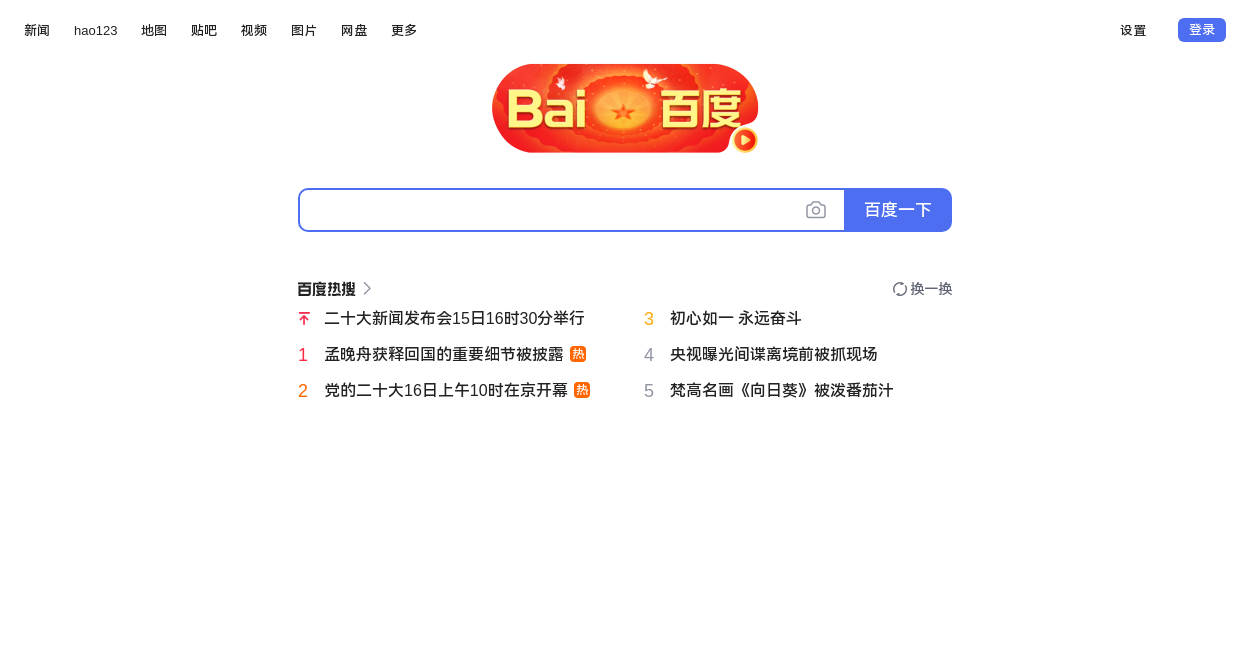 新闻 hao123 地图 贴吧 视频 图片 网盘 更多 设置 登录
Bai 百度
百度一下
百度热搜 换一换
二十大新闻发布会15日16时30分举行
1 孟晚舟获释回国的重要细节被披露 热
2 党的二十大16日上午10时在京开幕 热
3 初心如一 永远奋斗
4 央视曝光间谍离境前被抓现场
5 梵高名画《向日葵》被泼番茄汁